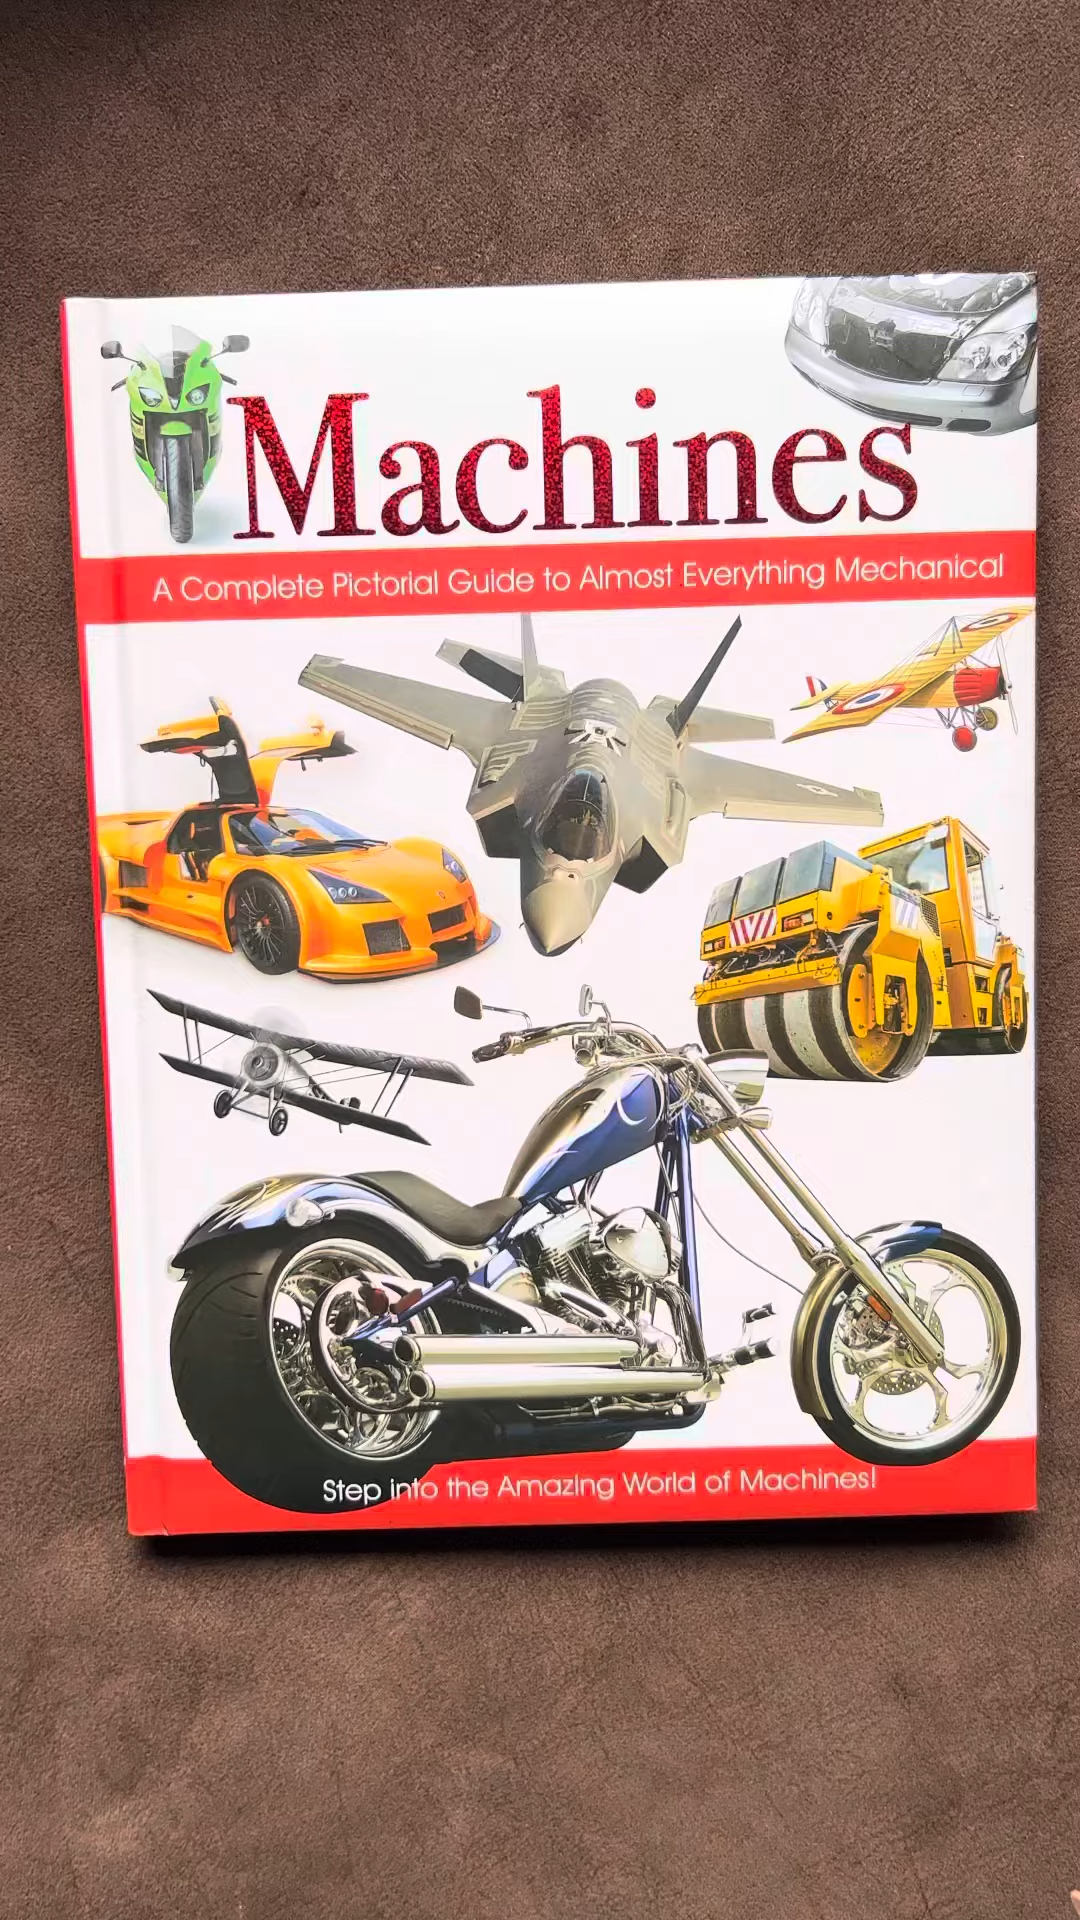 Machines
A Complete Pictorial Guide to Almost Everything Mechanical
Step into the Amazing World of Machines!